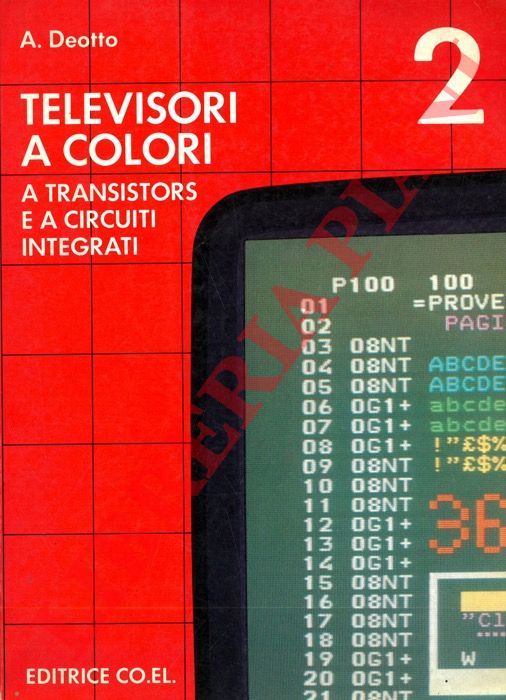 A. Deotto
2
TELEVISORI
A COLORI
A TRANSISTORS
E A CIRCUITI
INTEGRATI
P100 100
01 =PROVE
02 PAGI
03 08NT
04 08NT ABCDE
05 08NT ABCDE
06 0G1+ abcde
07 0G1+ abcde
08 0G1+ !"£$%
09 08NT !"£$%
10 08NT
11 08NT
12 0G1+ 36
13 0G1+
14 0G1+
15 08NT
16 08NT
17 08NT "Cl
18 08NT
19 0G1+ W
20 0G1+
21 08NT
EDITRICE CO.EL.